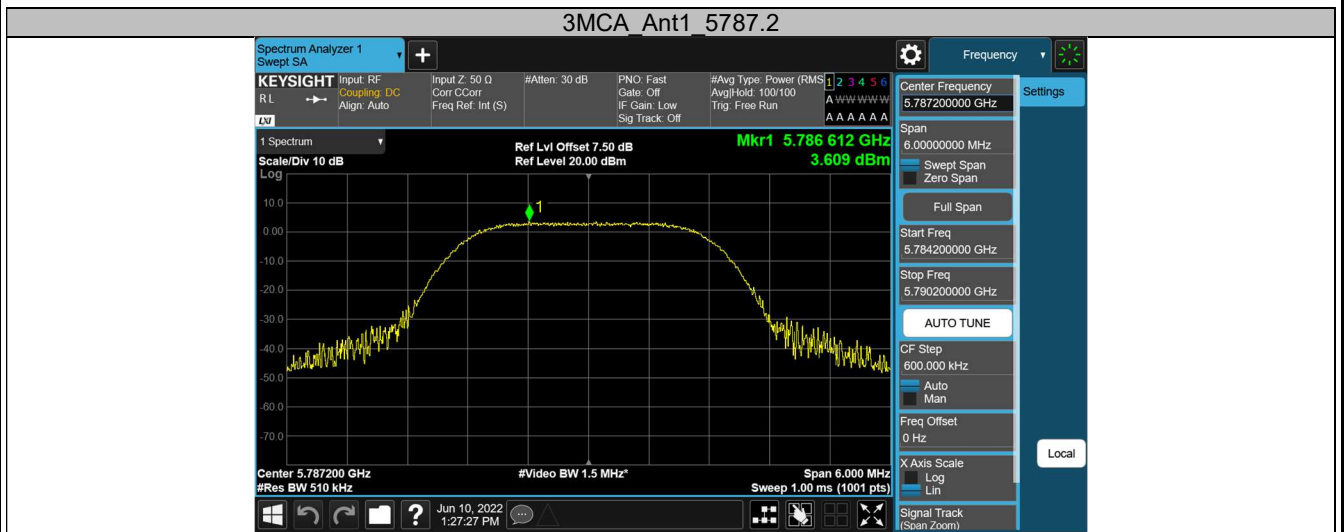 3MCA_Ant1_5787.2
Spectrum Analyzer 1
Swept SA
+
Frequency
KEYSIGHT
RL
LXI
Input: RF
Coupling: DC
Align: Auto
Input Z: 50 Ω
Corr CCorr
Freq Ref: Int (S)
#Atten: 30 dB
PNO: Fast
Gate: Off
IF Gain: Low
Sig Track: Off
#Avg Type: Power (RMS
Avg|Hold: 100/100
Trig: Free Run
1 2 3 4 5 6
A W W W W W
A A A A A A
1 Spectrum
Scale/Div 10 dB
Log
Ref Lvl Offset 7.50 dB
Ref Level 20.00 dBm
Mkr1 5.786 612 GHz
3.609 dBm
1
10.0
0.00
-10.0
-20.0
-30.0
-40.0
-50.0
-60.0
-70.0
Center 5.787200 GHz
#Res BW 510 kHz
#Video BW 1.5 MHz*
Span 6.000 MHz
Sweep 1.00 ms (1001 pts)
Center Frequency
5.787200000 GHz
Settings
Span
6.00000000 MHz
Swept Span
Zero Span
Full Span
Start Freq
5.784200000 GHz
Stop Freq
5.790200000 GHz
AUTO TUNE
CF Step
600.000 kHz
Auto
Man
Freq Offset
0 Hz
X Axis Scale
Log
Lin
Local
Signal Track
(Span Zoom)
?
Jun 10, 2022
1:27:27 PM